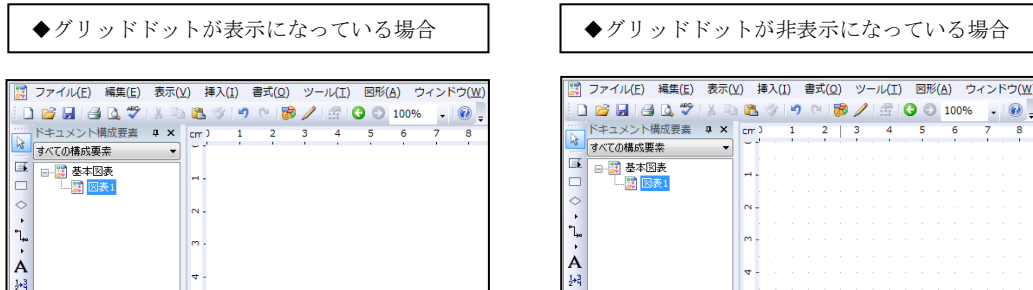 ◆グリッドドットが表示になっている場合
ファイル(F) 編集(E) 表示(V) 挿入(I) 書式(O) ツール(T) 図形(A) ウィンドウ(W)
100%
ドキュメント構成要素
cm 0 1 2 3 4 5 6 7 8
すべての構成要素
基本図表
図表1
0
1
2
3
4
A
◆グリッドドットが非表示になっている場合
ファイル(F) 編集(E) 表示(V) 挿入(I) 書式(O) ツール(T) 図形(A) ウィンドウ(W
100%
ドキュメント構成要素
cm 0 1 2 3 4 5 6 7 8
すべての構成要素
基本図表
図表1
0
1
2
3
4
A